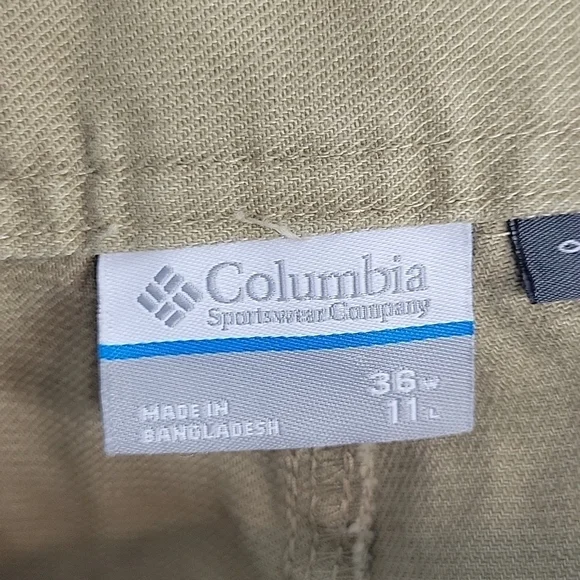 Columbia
Sportswear Company
36 W
11 L
MADE IN
BANGLADESH